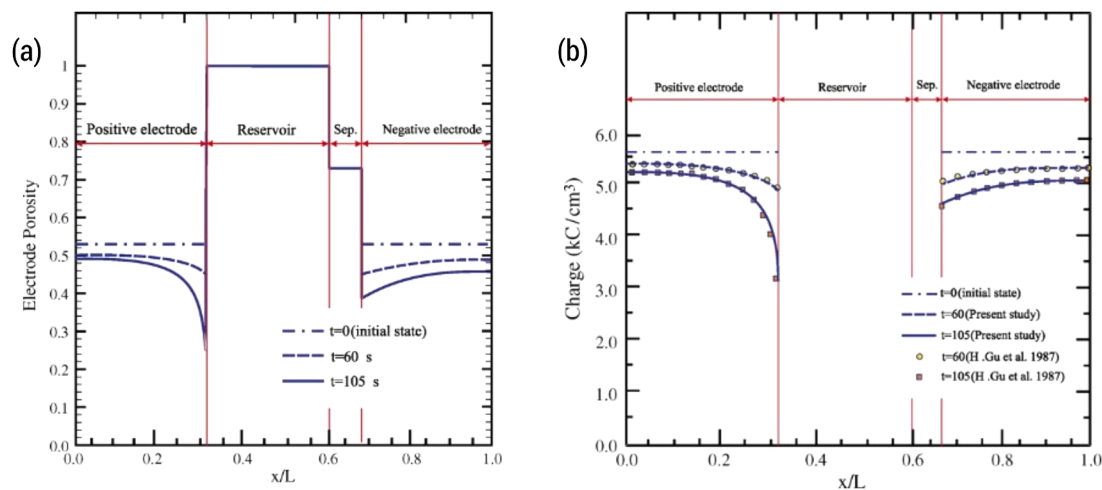 (a)
Electrode Porosity
1
0.9
0.8
0.7
0.6
0.5
0.4
0.3
0.2
0.1
0.0
Positive electrode
Reservoir
Sep.
Negative electrode
t=0(initial state)
t=60 s
t=105 s
0.0
0.2
0.4
0.6
0.8
1.0
x/L
(b)
Charge (kC/cm³)
Positive electrode
Reservoir
Sep.
Negative electrode
6.0
5.0
4.0
3.0
2.0
1.0
0.0
t=0(initial state)
t=60(Present study)
t=105(Present study)
t=60(H .Gu et al. 1987)
t=105(H .Gu et al. 1987)
0.0
0.2
0.4
0.6
0.8
1.0
x/L